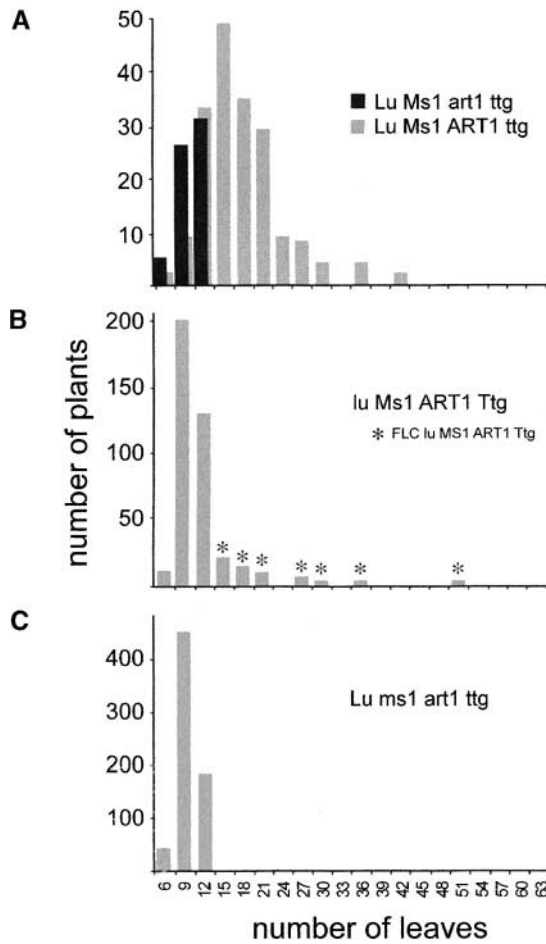 A
50
40
30
20
10
Lu Ms1 art1 ttg
Lu Ms1 ART1 ttg
B
200
150
100
50
lu Ms1 ART1 Ttg
* FLC lu MS1 ART1 Ttg
* * * * * * *
number of plants
C
400
300
200
100
Lu ms1 art1 ttg
6 9 12 15 18 21 24 27 30 33 36 39 42 45 48 51 54 57 60 63
number of leaves